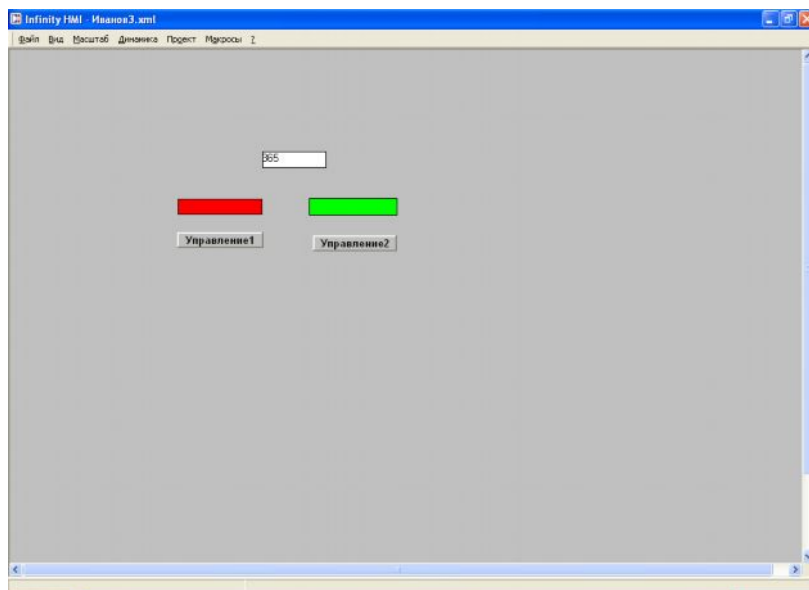 Infinity HMI - Иванов3.xml
Файл Вид Масштаб Динамика Проект Макросы ?
365
Управление1
Управление2